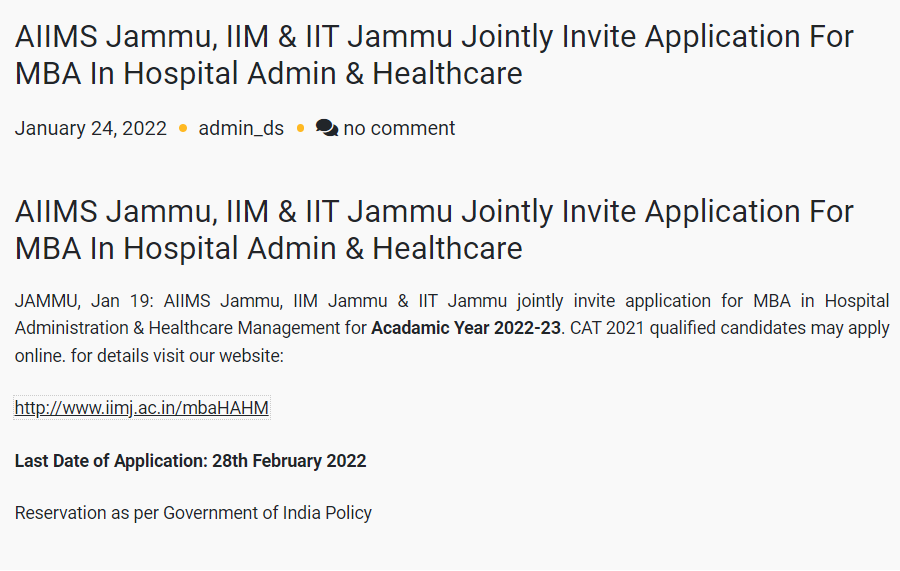 AIIMS Jammu, IIM & IIT Jammu Jointly Invite Application For
MBA In Hospital Admin & Healthcare
January 24, 2022 • admin_ds • no comment
AIIMS Jammu, IIM & IIT Jammu Jointly Invite Application For
MBA In Hospital Admin & Healthcare
JAMMU, Jan 19: AIIMS Jammu, IIM Jammu & IIT Jammu jointly invite application for MBA in Hospital
Administration & Healthcare Management for Acadamic Year 2022-23. CAT 2021 qualified candidates may apply
online. for details visit our website:
http://www.iimj.ac.in/mbaHAHM
Last Date of Application: 28th February 2022
Reservation as per Government of India Policy